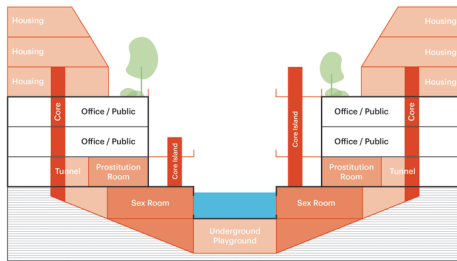 Housing
Housing
Housing
Housing
Housing
Housing
Core
Office / Public
Office / Public
Core
Office / Public
Office / Public
Core Island
Core Island
Tunnel
Prostitution
Room
Prostitution
Room
Tunnel
Sex Room
Sex Room
Underground
Playground